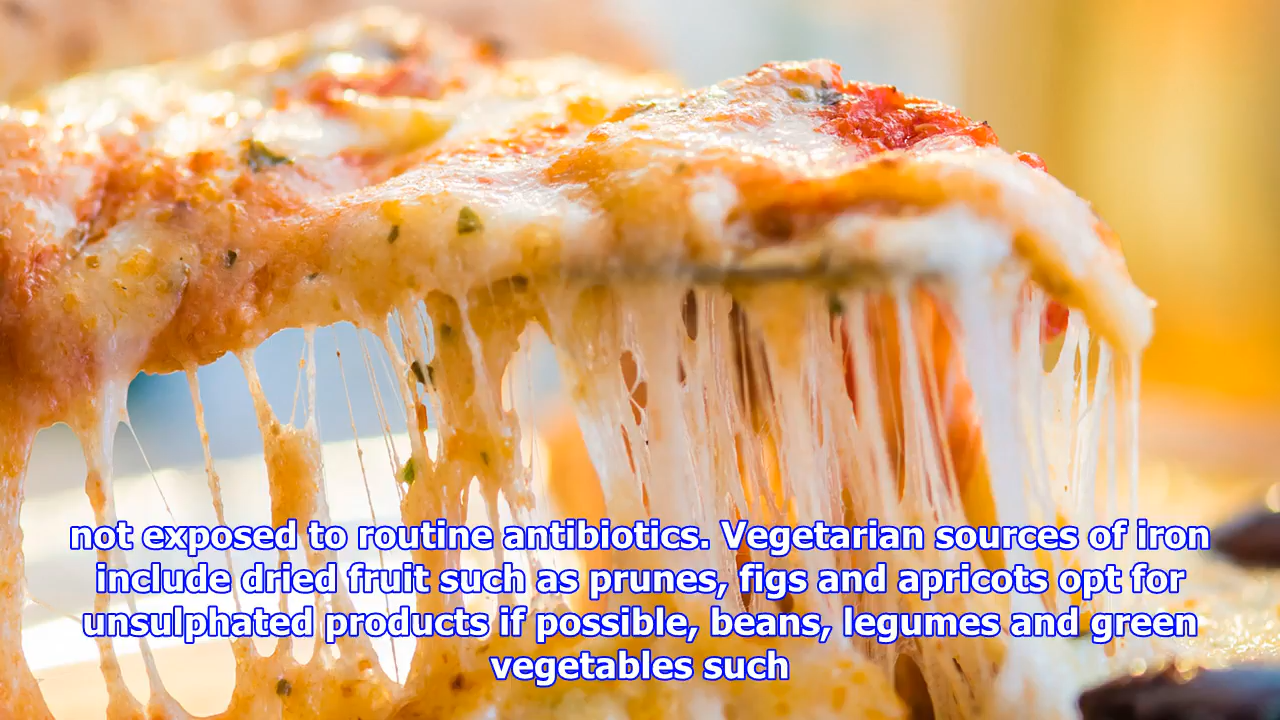 not exposed to routine antibiotics. Vegetarian sources of iron
include dried fruit such as prunes, figs and apricots opt for
unsulphated products if possible, beans, legumes and green
vegetables such